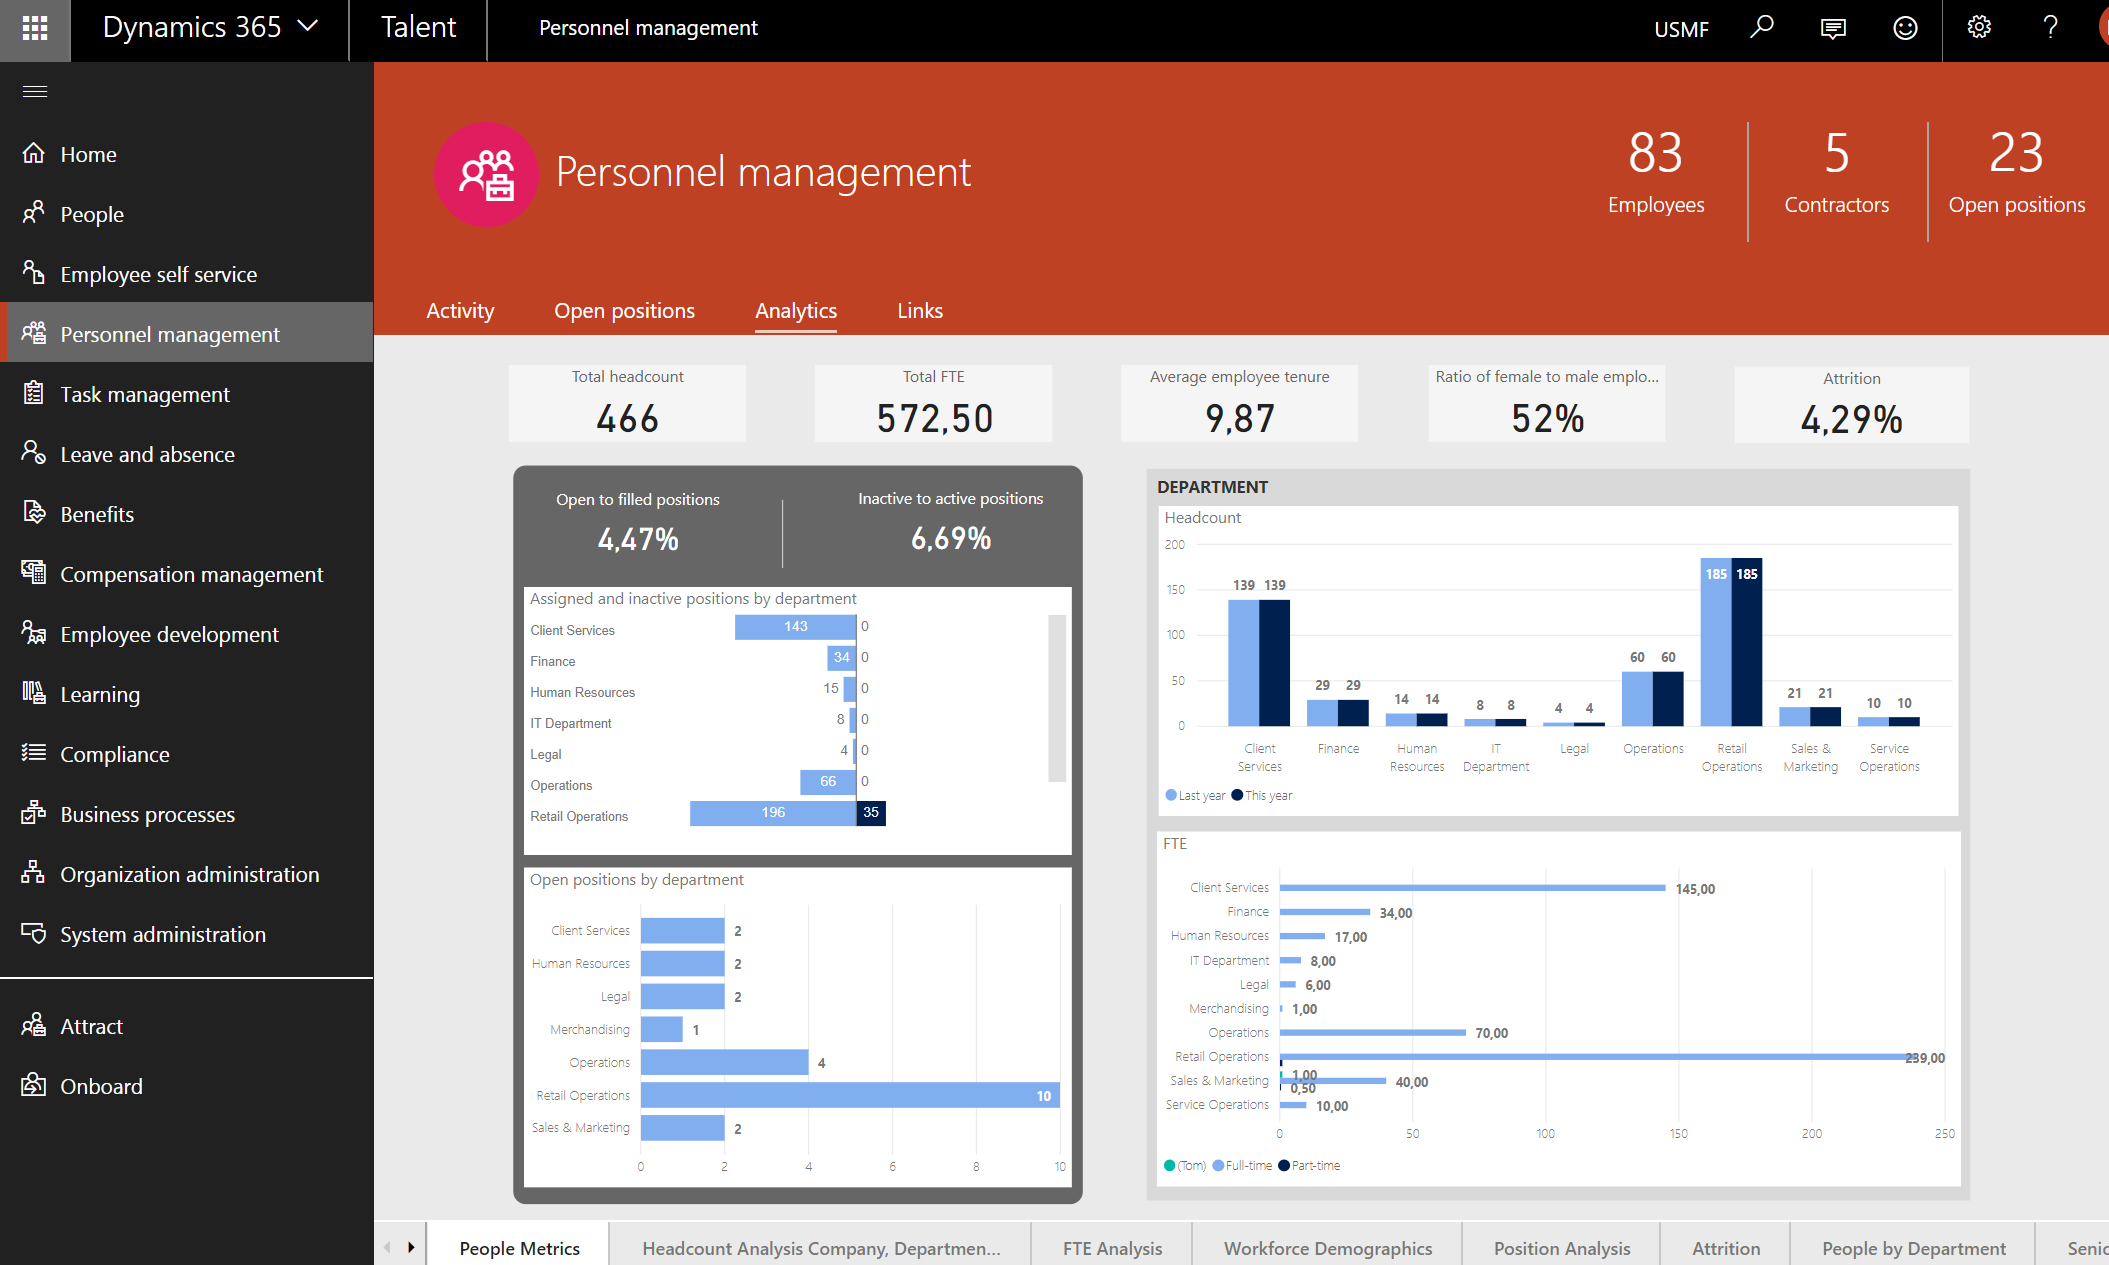 Dynamics 365
Talent
Personnel management
USMF
Home
People
Employee self service
Personnel management
Task management
Leave and absence
Benefits
Compensation management
Employee development
Learning
Compliance
Business processes
Organization administration
System administration
Attract
Onboard
Personnel management
83
Employees
5
Contractors
23
Open positions
Activity
Open positions
Analytics
Links
Total headcount
466
Total FTE
572,50
Average employee tenure
9,87
Ratio of female to male emplo...
52%
Attrition
4,29%
Open to filled positions
4,47%
Inactive to active positions
6,69%
Assigned and inactive positions by department
Client Services 143 0
Finance 34 0
Human Resources 15 0
IT Department 8 0
Legal 4 0
Operations 66 0
Retail Operations 196 35
Open positions by department
Client Services 2
Human Resources 2
Legal 2
Merchandising 1
Operations 4
Retail Operations 10
Sales & Marketing 2
0 2 4 6 8 10
DEPARTMENT
Headcount
200
150
100
50
0
139 139
29 29
14 14
8 8
4 4
60 60
185 185
21 21
10 10
Client Services
Finance
Human Resources
IT Department
Legal
Operations
Retail Operations
Sales & Marketing
Service Operations
Last year This year
FTE
Client Services 145,00
Finance 34,00
Human Resources 17,00
IT Department 8,00
Legal 6,00
Merchandising 1,00
Operations 70,00
Retail Operations 239,00
1,00
Sales & Marketing 40,00
0,50
Service Operations 10,00
0 50 100 150 200 250
(Tom) Full-time Part-time
People Metrics
Headcount Analysis Company, Departmen...
FTE Analysis
Workforce Demographics
Position Analysis
Attrition
People by Department
Senic